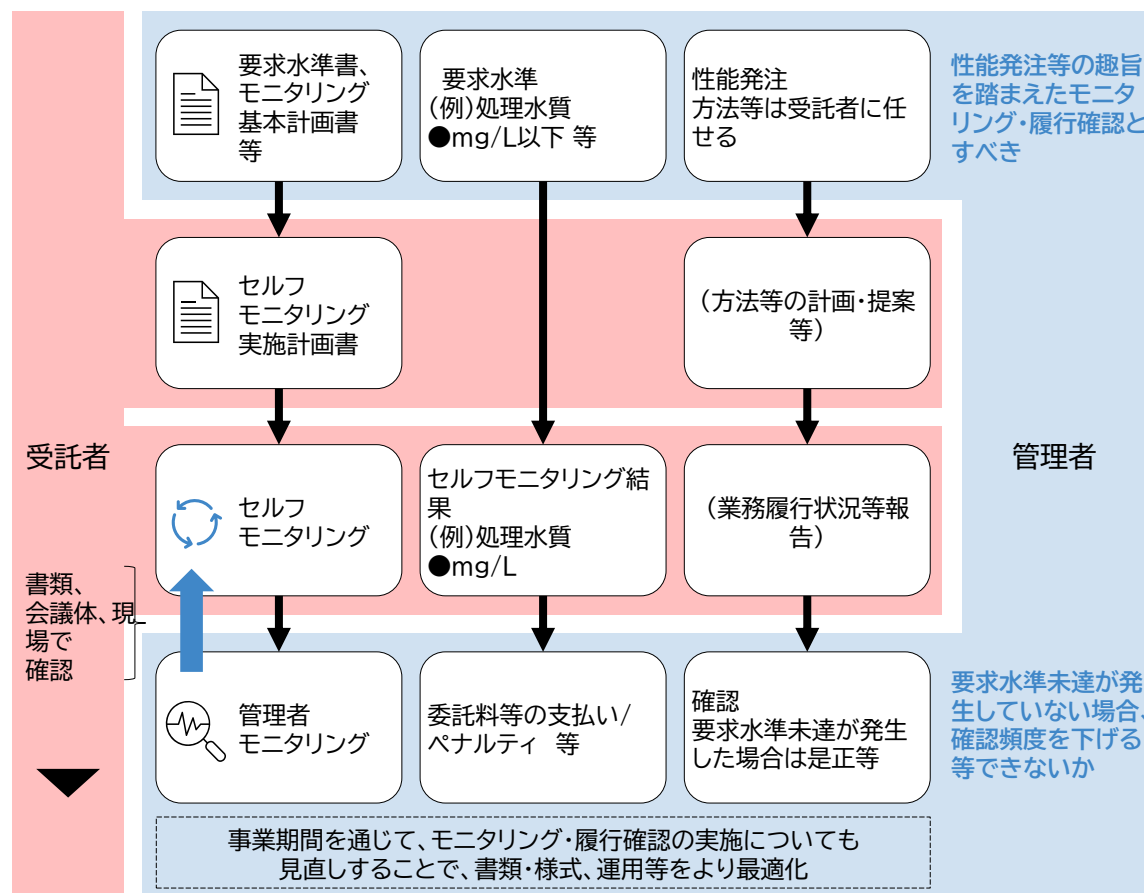 要求水準書、
モニタリング
基本計画書
等
要求水準
(例)処理水質
●mg/L以下 等
性能発注
方法等は受託者に任
せる
性能発注等の趣旨
を踏まえたモニタ
リング・履行確認と
すべき
セルフ
モニタリング
実施計画書
(方法等の計画・提案
等)
受託者
管理者
セルフ
モニタリング
セルフモニタリング結
果
(例)処理水質
●mg/L
(業務履行状況等報
告)
書類、
会議体、現
場で
確認
管理者
モニタリング
委託料等の支払い/
ペナルティ 等
確認
要求水準未達が発生
した場合は是正等
要求水準未達が発
生していない場合、
確認頻度を下げる
等できないか
事業期間を通じて、モニタリング・履行確認の実施についても
見直しすることで、書類・様式、運用等をより最適化